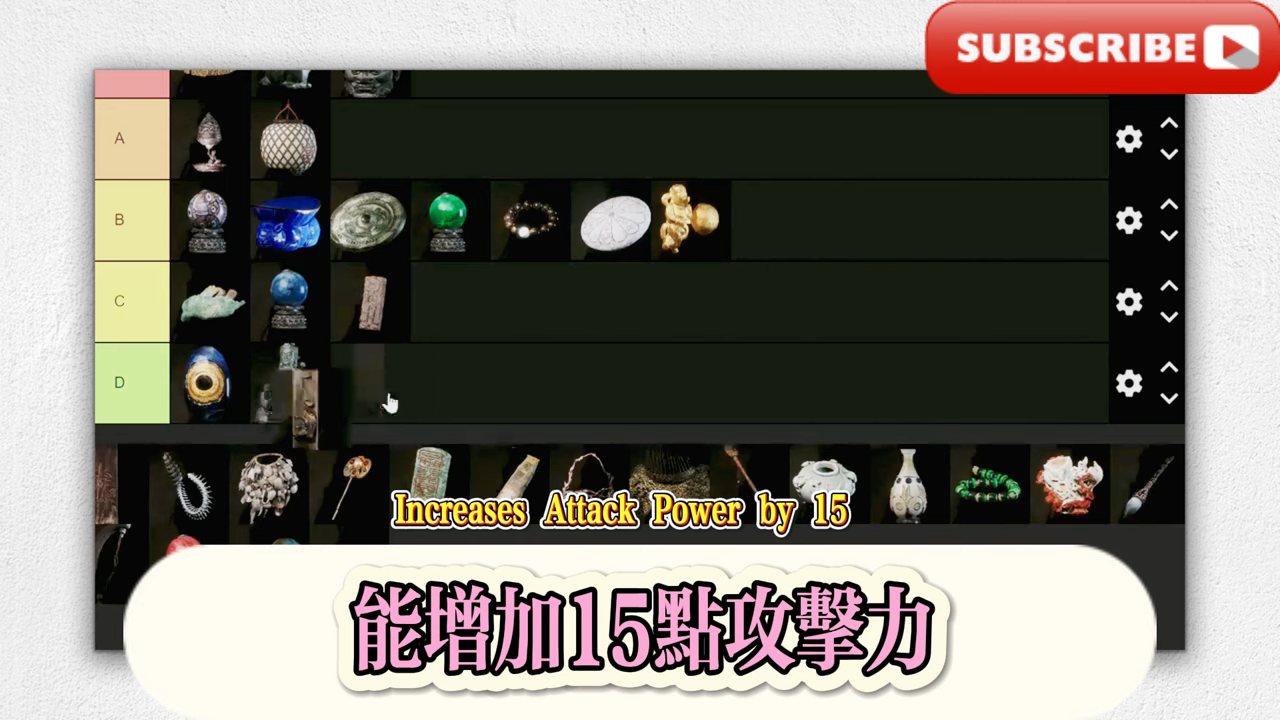 SUBSCRIBE
A
B
C
D
Increases Attack Power by 15
能增加15點攻擊力